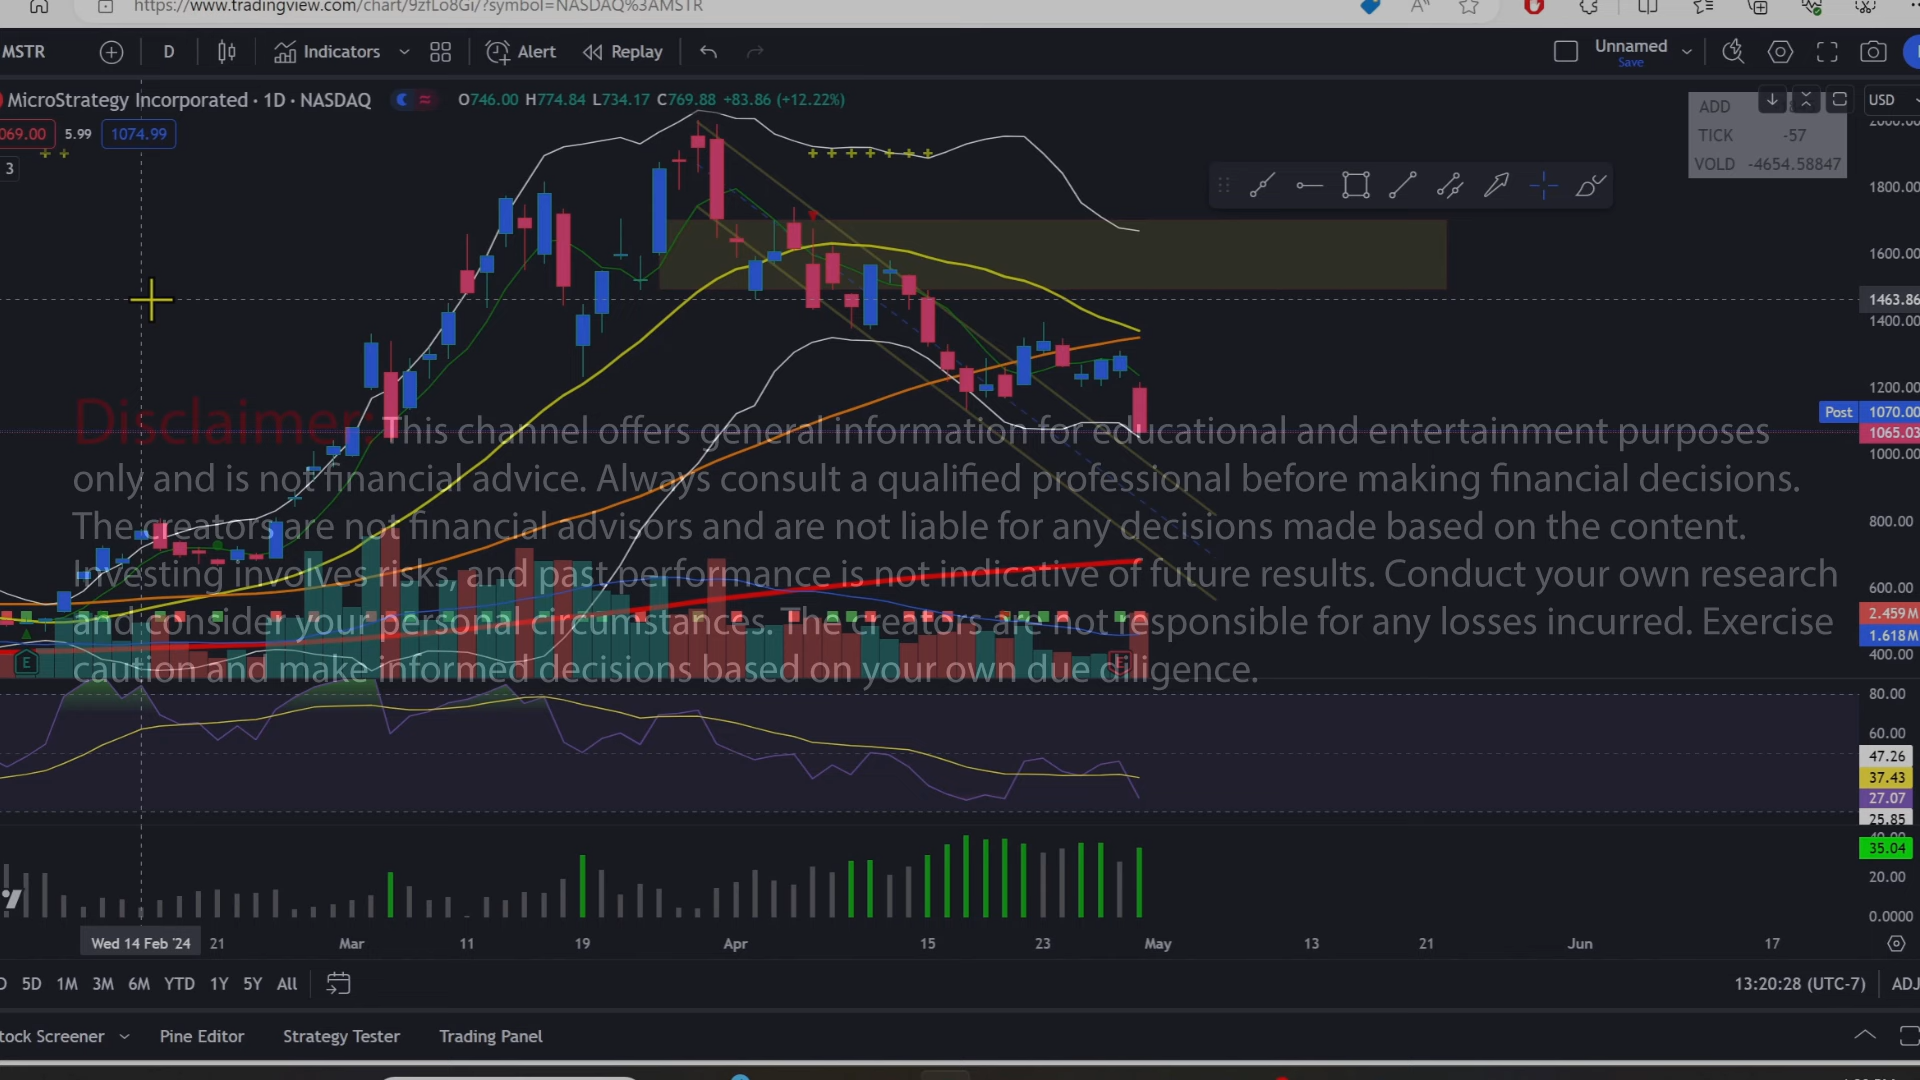 https://www.tradingview.com/chart/9zfLo8Gi/?symbol=NASDAQ%3AMSTR
MSTR D Indicators Alert Replay Unnamed
Save
MicroStrategy Incorporated · 1D · NASDAQ O746.00 H774.84 L734.17 C769.88 +83.86 (+12.22%)
ADD
USD
069.00 5.99 1074.99
TICK -57
VOLD -4654.58847
3
1800.00
1600.00
1463.86
1400.00
1200.00
Post 1070.00
1065.03
1000.00
800.00
600.00
2.459M
1.618M
400.00
Disclaimer: This channel offers general information for educational and entertainment purposes
only and is not financial advice. Always consult a qualified professional before making financial decisions.
The creators are not financial advisors and are not liable for any decisions made based on the content.
Investing involves risks, and past performance is not indicative of future results. Conduct your own research
and consider your personal circumstances. The creators are not responsible for any losses incurred. Exercise
caution and make informed decisions based on your own due diligence.
E
E
80.00
60.00
47.26
37.43
27.07
25.85
35.04
20.00
0.0000
Wed 14 Feb '24 21 Mar 11 19 Apr 15 23 May 13 21 Jun 17
5D 1M 3M 6M YTD 1Y 5Y All
13:20:28 (UTC-7) ADJ
tock Screener Pine Editor Strategy Tester Trading Panel